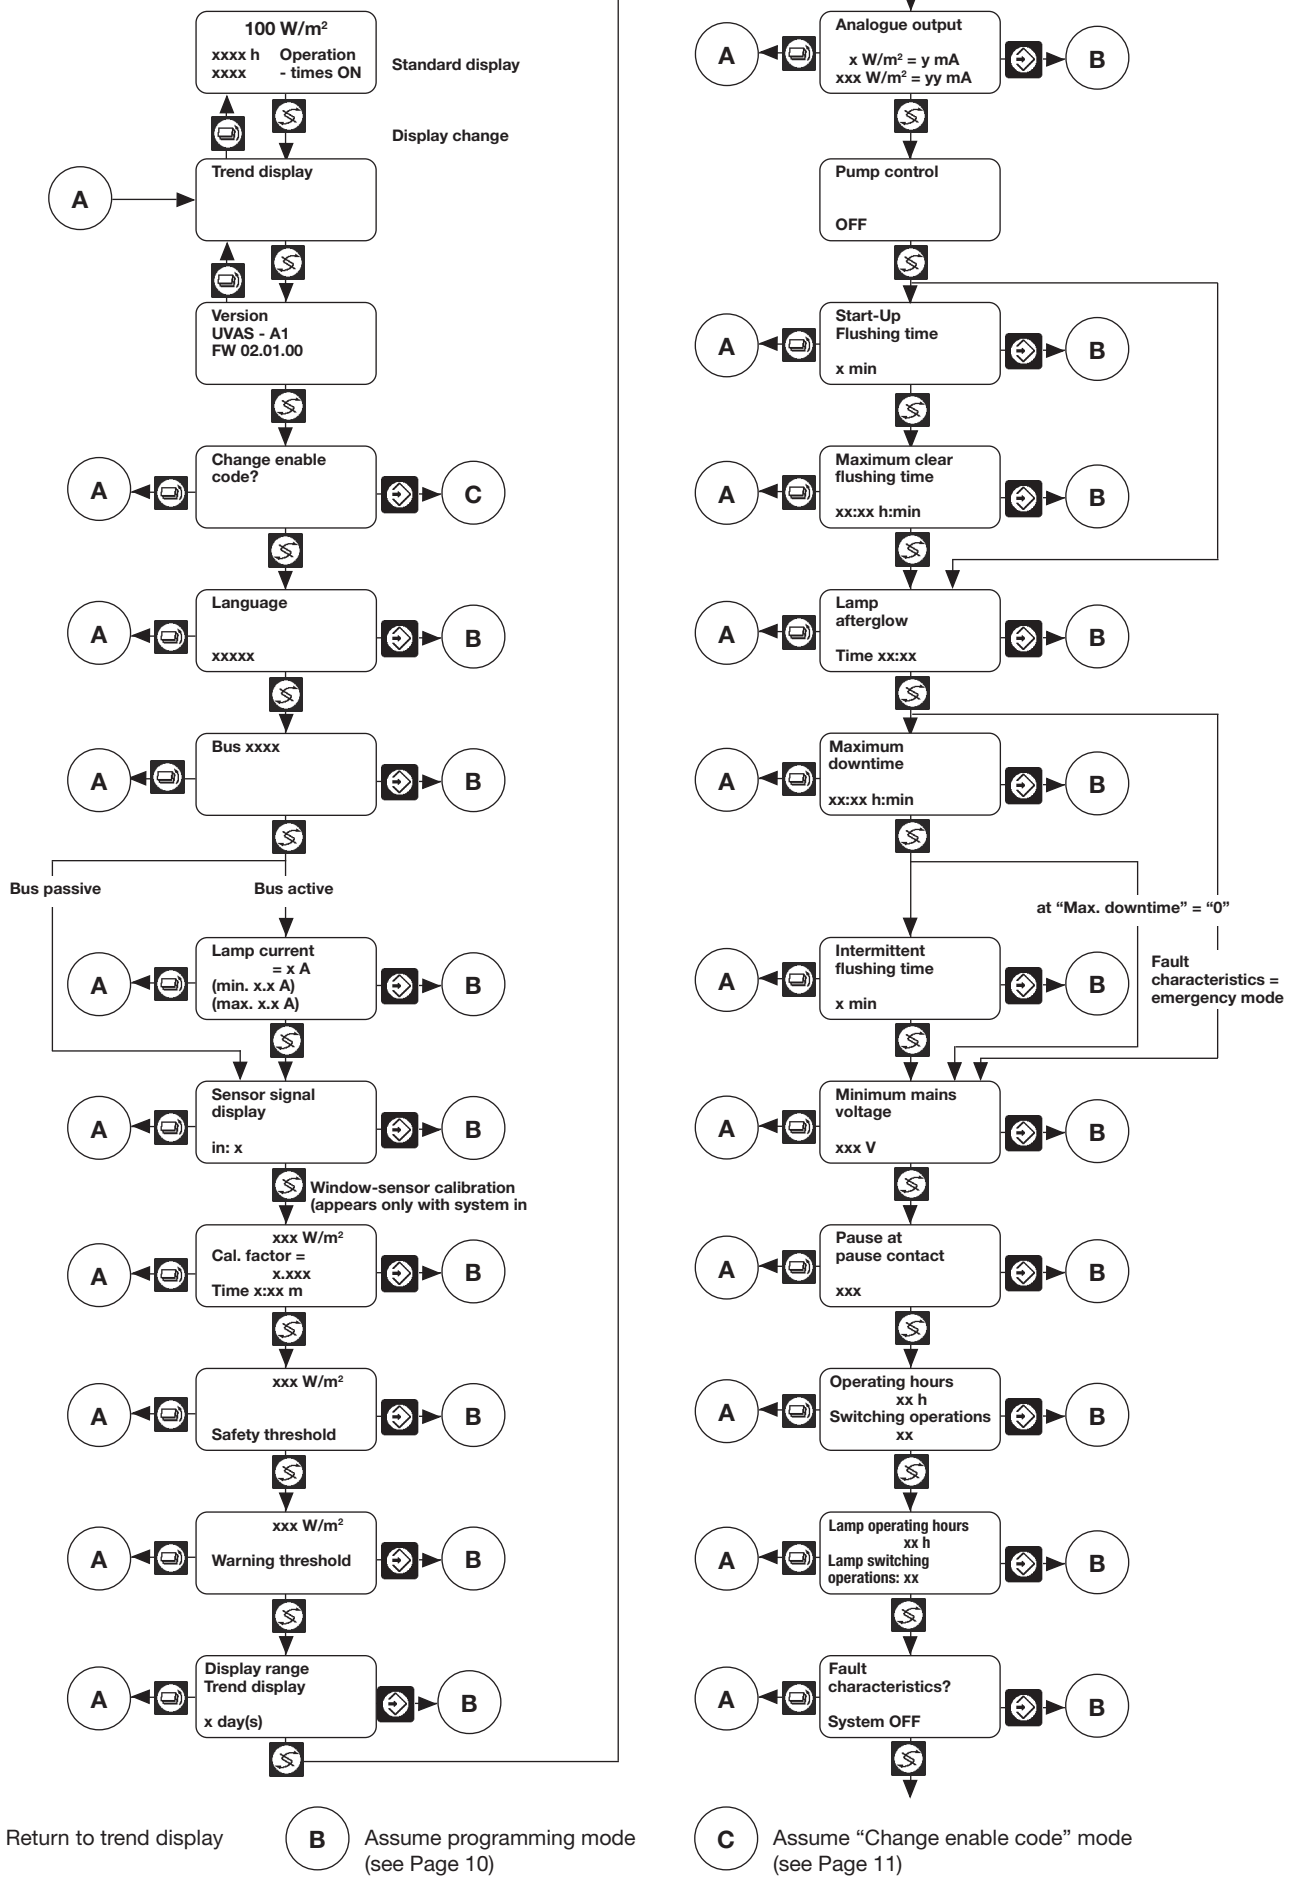 100 W/m²
xxxx h Operation
xxxx - times ON
Standard display
Display change
A
Trend display
Version
UVAS - A1
FW 02.01.00
A
Change enable
code?
C
A
Language
xxxxx
B
A
Bus xxxx
B
Bus passive
Bus active
A
Lamp current
= x A
(min. x.x A)
(max. x.x A)
B
A
Sensor signal
display
in: x
B
Window-sensor calibration
(appears only with system in
A
xxx W/m²
Cal. factor =
x.xxx
Time x:xx m
B
A
xxx W/m²
Safety threshold
B
A
xxx W/m²
Warning threshold
B
A
Display range
Trend display
x day(s)
B
A
Analogue output
x W/m² = y mA
xxx W/m² = yy mA
B
Pump control
OFF
A
Start-Up
Flushing time
x min
B
A
Maximum clear
flushing time
xx:xx h:min
B
A
Lamp
afterglow
Time xx:xx
B
A
Maximum
downtime
xx:xx h:min
B
at “Max. downtime” = “0”
Fault
characteristics =
emergency mode
A
Intermittent
flushing time
x min
B
A
Minimum mains
voltage
xxx V
B
A
Pause at
pause contact
xxx
B
A
Operating hours
xx h
Switching operations
xx
B
A
Lamp operating hours
xx h
Lamp switching
operations: xx
B
A
Fault
characteristics?
System OFF
B
Return to trend display
B
Assume programming mode
(see Page 10)
C
Assume “Change enable code” mode
(see Page 11)